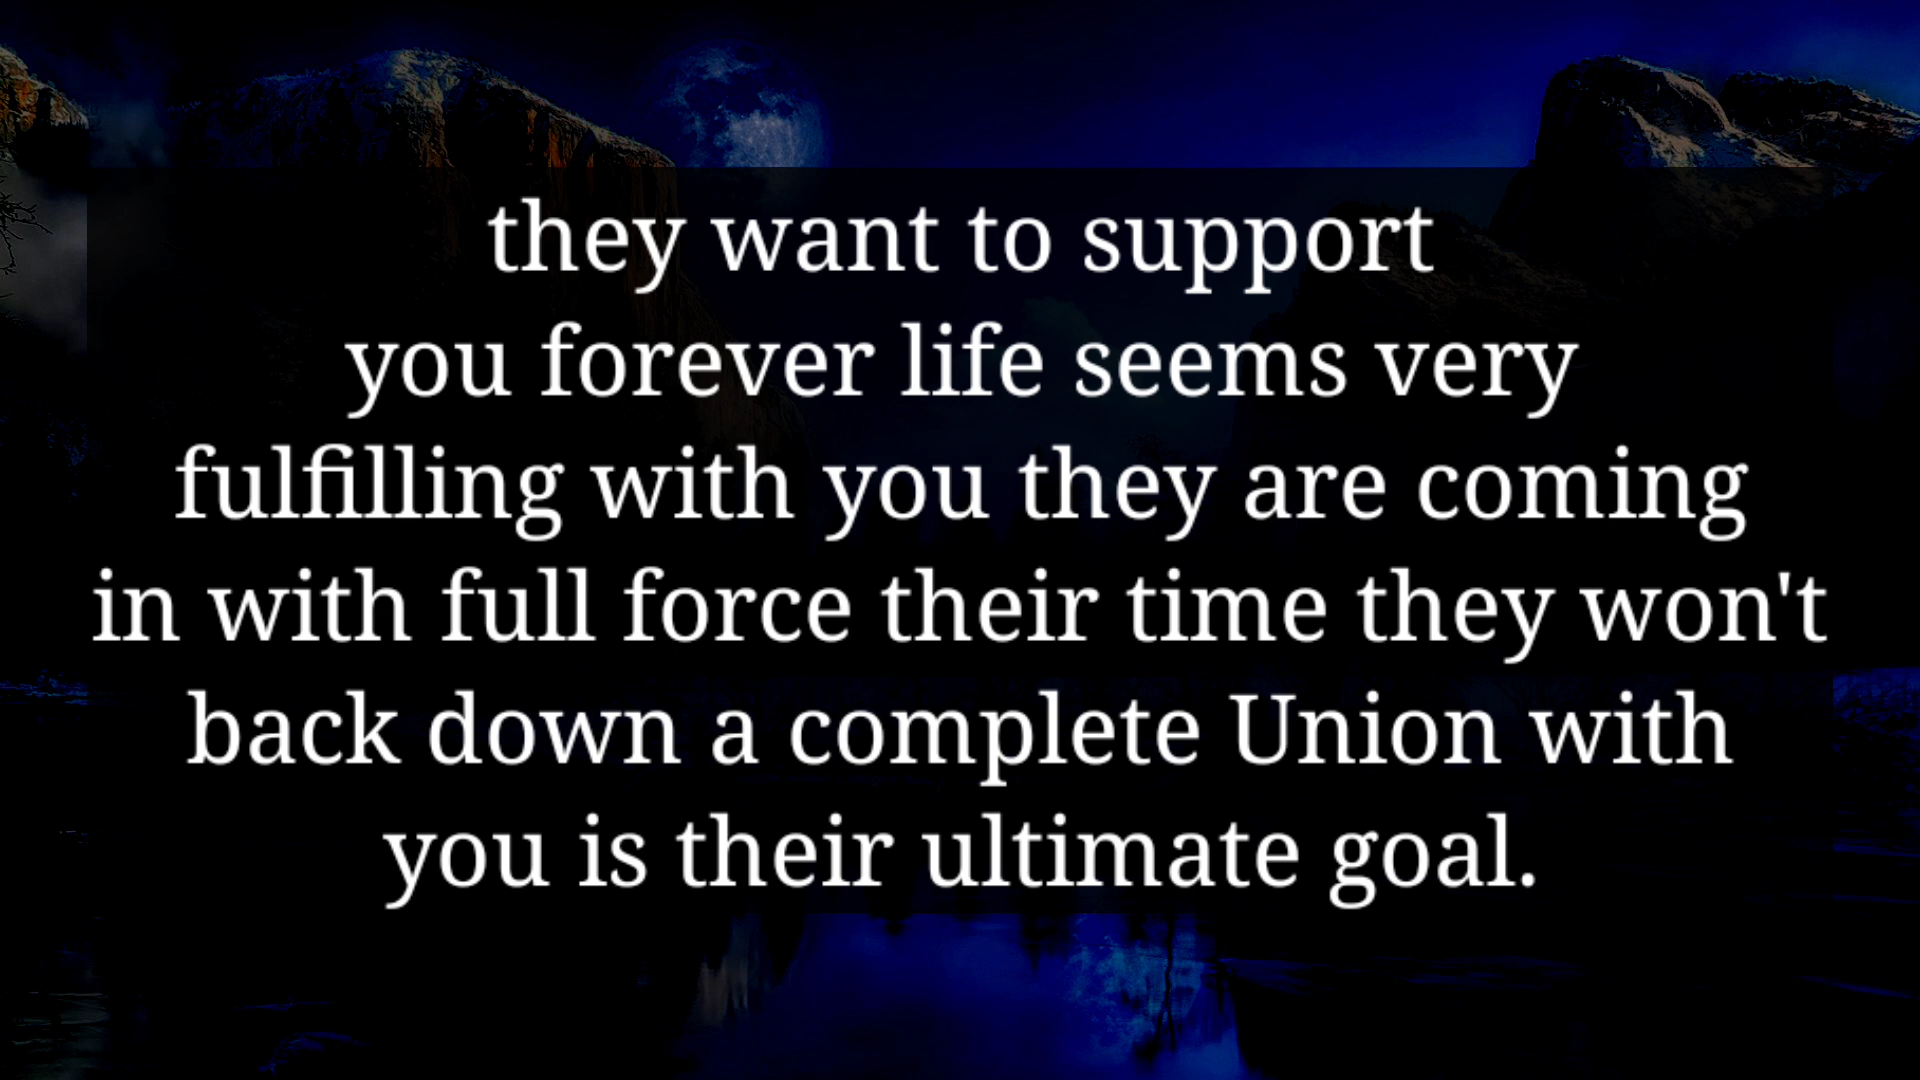 they want to support
you forever life seems very
fulfilling with you they are coming
in with full force their time they won't
back down a complete Union with
you is their ultimate goal.